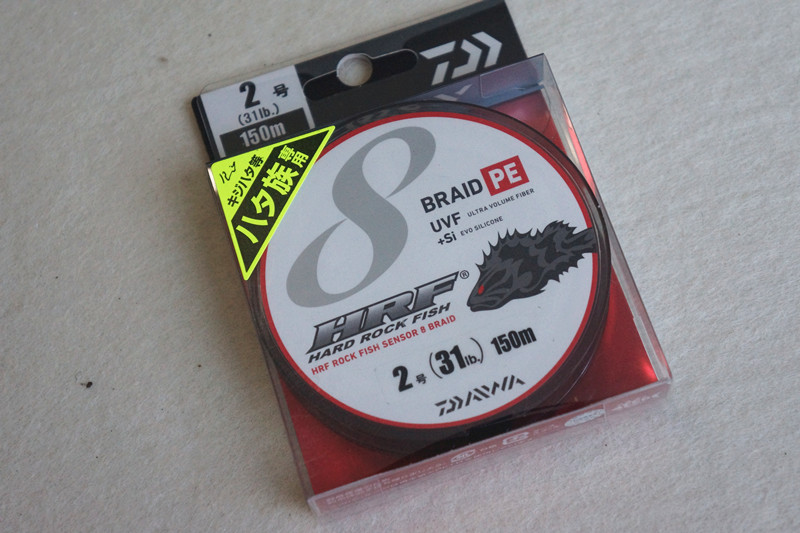 2号
(31lb.)
150m
キジハタ等
ハタ族専用
8
BRAID PE
UVF ULTRA VOLUME FIBER
+Si EVO SILICONE
HRF®
HARD ROCK FISH
HRF ROCK FISH SENSOR 8 BRAID
2号(31lb.) 150m
DAIWA